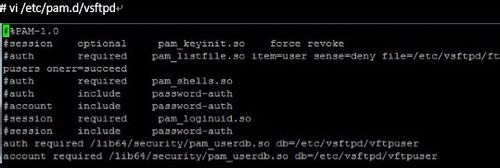 # vi /etc/pam.d/vsftpd
#%PAM-1.0
#session optional pam_keyinit.so force revoke
#auth required pam_listfile.so item=user sense=deny file=/etc/vsftpd/ft
pusers onerr=succeed
#auth required pam_shells.so
#auth include password-auth
#account include password-auth
#session required pam_loginuid.so
#session include password-auth
auth required /lib64/security/pam_userdb.so db=/etc/vsftpd/vftpuser
account required /lib64/security/pam_userdb.so db=/etc/vsftpd/vftpuser